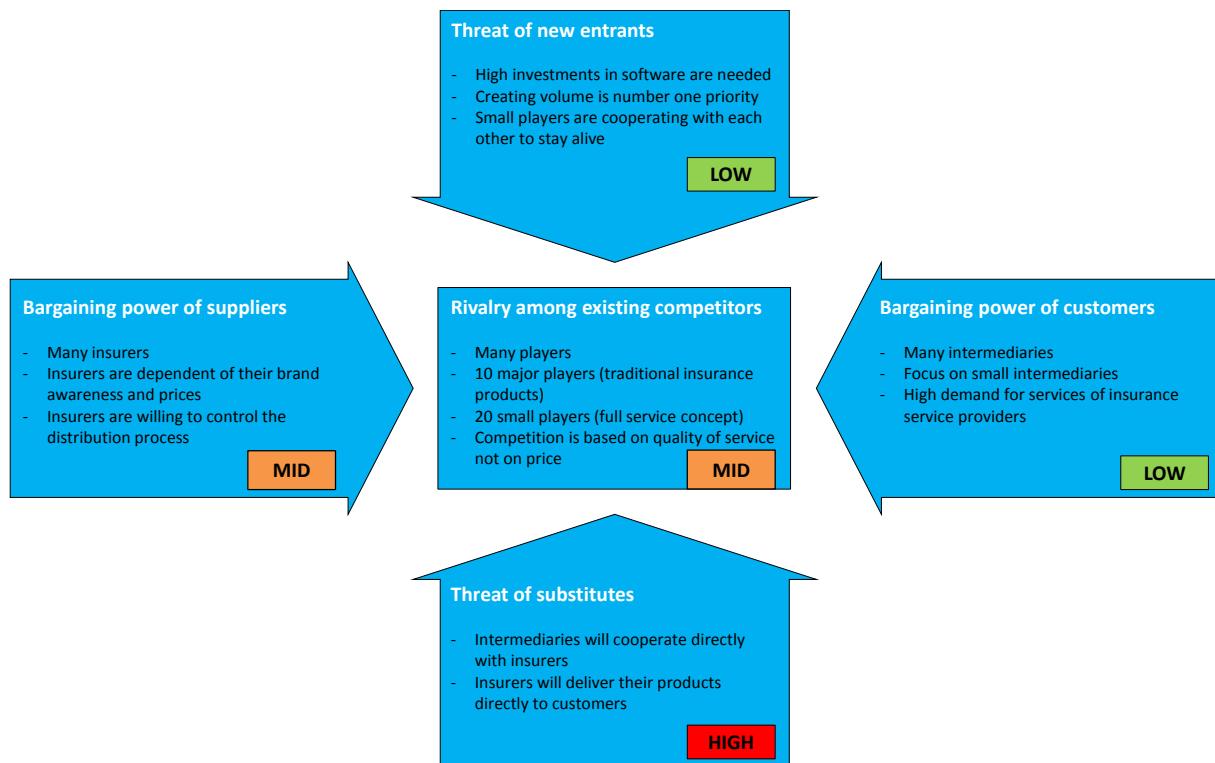 Threat of new entrants
- High investments in software are needed
- Creating volume is number one priority
- Small players are cooperating with each
other to stay alive
LOW
Bargaining power of suppliers
- Many insurers
- Insurers are dependent of their brand
awareness and prices
- Insurers are willing to control the
distribution process
MID
Rivalry among existing competitors
- Many players
- 10 major players (traditional insurance
products)
- 20 small players (full service concept)
- Competition is based on quality of service
not on price
MID
Bargaining power of customers
- Many intermediaries
- Focus on small intermediaries
- High demand for services of insurance
service providers
LOW
Threat of substitutes
- Intermediaries will cooperate directly
with insurers
- Insurers will deliver their products
directly to customers
HIGH